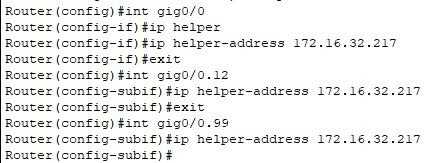 Router(config)#int gig0/0
Router(config-if)#ip helper
Router(config-if)#ip helper-address 172.16.32.217
Router(config-if)#exit
Router(config)#int gig0/0.12
Router(config-subif)#ip helper-address 172.16.32.217
Router(config-subif)#exit
Router(config)#int gig0/0.99
Router(config-subif)#ip helper-address 172.16.32.217
Router(config-subif)#